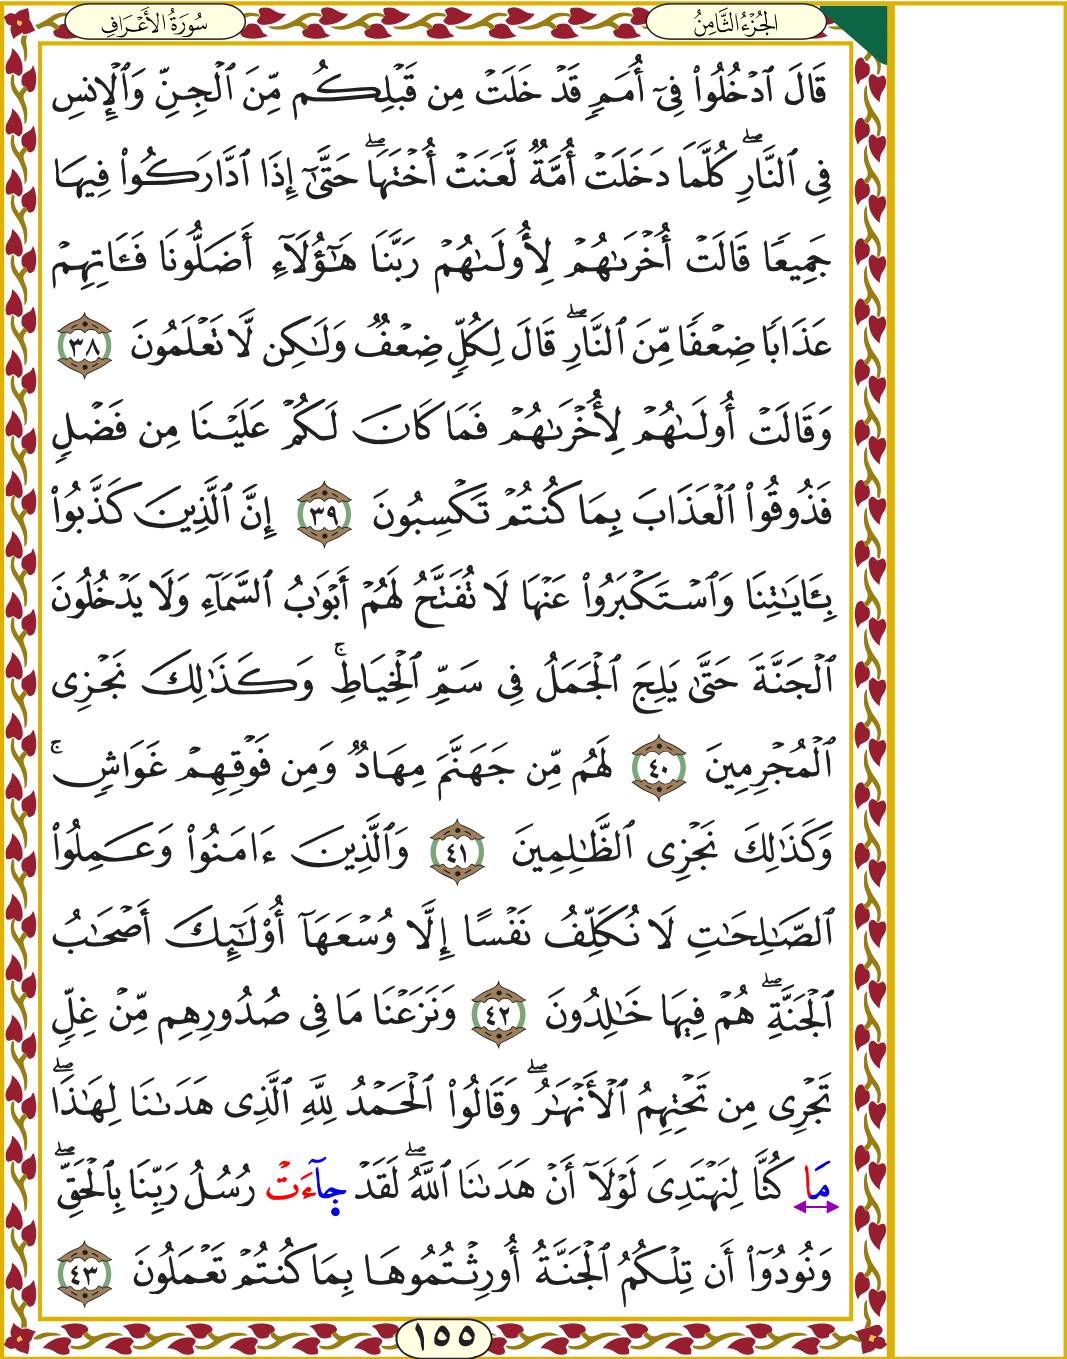 الجُزْءُ الثَّامِنُ
سُورَةُ الأَعْرَافِ
قَالَ ٱدْخُلُوا۟ فِىٓ أُمَمٍۢ قَدْ خَلَتْ مِن قَبْلِكُم مِّنَ ٱلْجِنِّ وَٱلْإِنسِ
فِى ٱلنَّارِ ۖ كُلَّمَا دَخَلَتْ أُمَّةٌۭ لَّعَنَتْ أُخْتَهَا ۖ حَتَّىٰٓ إِذَا ٱدَّارَكُوا۟ فِيهَا
جَمِيعًۭا قَالَتْ أُخْرَىٰهُمْ لِأُولَىٰهُمْ رَبَّنَا هَـٰٓؤُلَآءِ أَضَلُّونَا فَـَٔاتِهِمْ
عَذَابًۭا ضِعْفًۭا مِّنَ ٱلنَّارِ ۖ قَالَ لِكُلٍّۢ ضِعْفٌۭ وَلَـٰكِن لَّا تَعْلَمُونَ ٣٨
وَقَالَتْ أُولَىٰهُمْ لِأُخْرَىٰهُمْ فَمَا كَانَ لَكُمْ عَلَيْنَا مِن فَضْلٍۢ
فَذُوقُوا۟ ٱلْعَذَابَ بِمَا كُنتُمْ تَكْسِبُونَ ٣٩ إِنَّ ٱلَّذِينَ كَذَّبُوا۟
بِـَٔايَـٰتِنَا وَٱسْتَكْبَرُوا۟ عَنْهَا لَا تُفَتَّحُ لَهُمْ أَبْوَٰبُ ٱلسَّمَآءِ وَلَا يَدْخُلُونَ
ٱلْجَنَّةَ حَتَّىٰ يَلِجَ ٱلْجَمَلُ فِى سَمِّ ٱلْخِيَاطِ ۚ وَكَذَٰلِكَ نَجْزِى
ٱلْمُجْرِمِينَ ٤٠ لَهُم مِّن جَهَنَّمَ مِهَادٌۭ وَمِن فَوْقِهِمْ غَوَاشٍۢ ۚ
وَكَذَٰلِكَ نَجْزِى ٱلظَّـٰلِمِينَ ٤١ وَٱلَّذِينَ ءَامَنُوا۟ وَعَمِلُوا۟
ٱلصَّـٰلِحَـٰتِ لَا نُكَلِّفُ نَفْسًا إِلَّا وُسْعَهَآ أُو۟لَـٰٓئِكَ أَصْحَـٰبُ
ٱلْجَنَّةِ ۖ هُمْ فِيهَا خَـٰلِدُونَ ٤٢ وَنَزَعْنَا مَا فِى صُدُورِهِم مِّنْ غِلٍّۢ
تَجْرِى مِن تَحْتِهِمُ ٱلْأَنْهَـٰرُ ۖ وَقَالُوا۟ ٱلْحَمْدُ لِلَّهِ ٱلَّذِى هَدَىٰنَا لِهَـٰذَا ۖ
مَا كُنَّا لِنَهْتَدِىَ لَوْلَآ أَنْ هَدَىٰنَا ٱللَّهُ ۖ لَقَدْ جَآءَتْ رُسُلُ رَبِّنَا بِٱلْحَقِّ ۖ
وَنُودُوٓا۟ أَن تِلْكُمُ ٱلْجَنَّةُ أُورِثْتُمُوهَا بِمَا كُنتُمْ تَعْمَلُونَ ٤٣
١٥٥